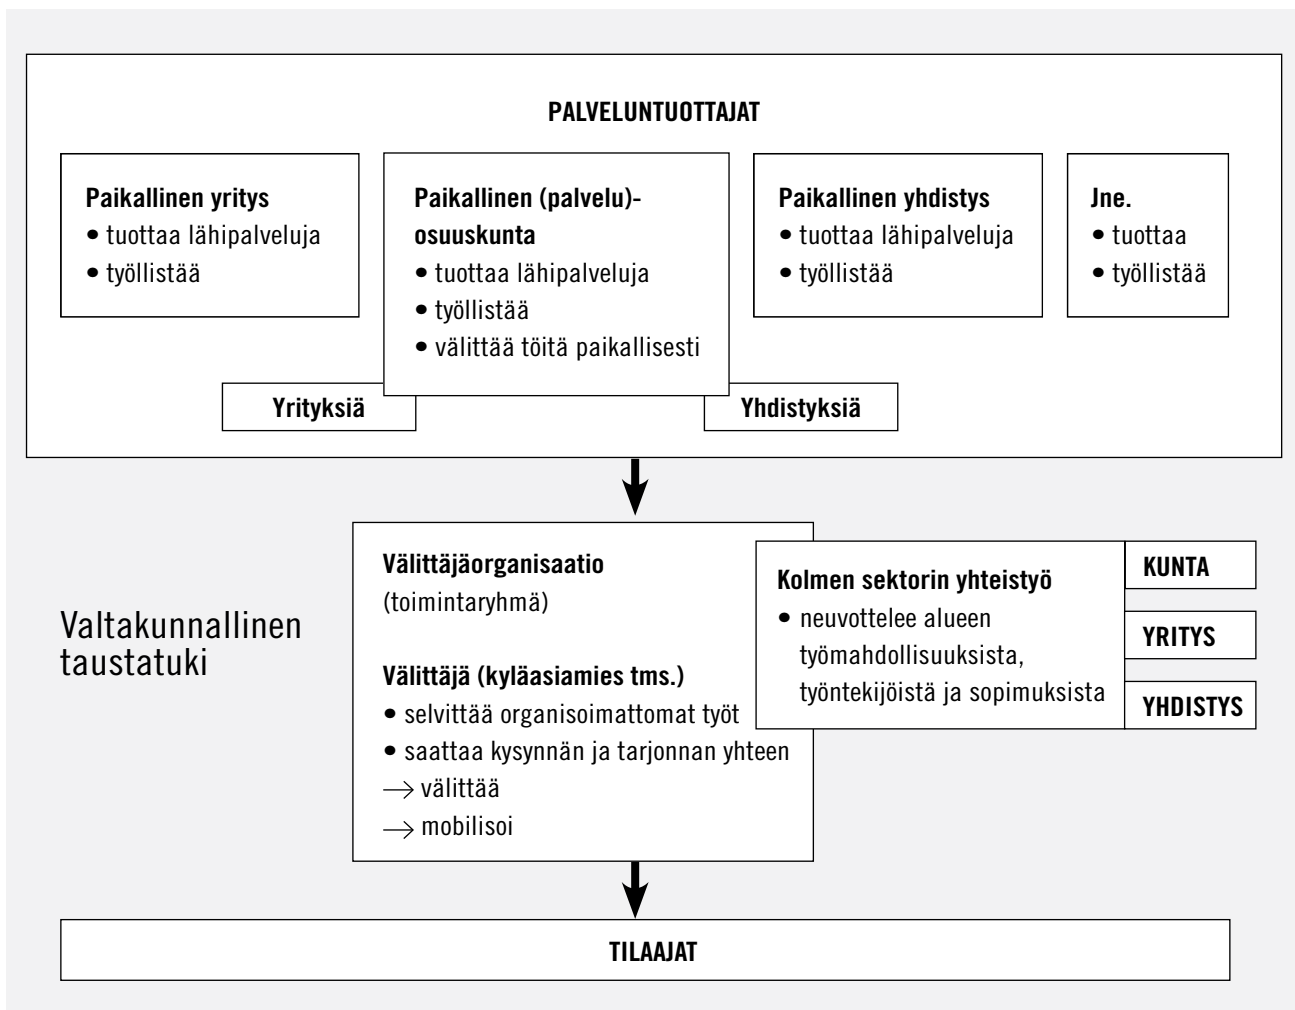 PALVELUNTUOTTAJAT
Paikallinen yritys
• tuottaa lähipalveluja
• työllistää
Paikallinen (palvelu)-
osuuskunta
• tuottaa lähipalveluja
• työllistää
• välittää töitä paikallisesti
Paikallinen yhdistys
• tuottaa lähipalveluja
• työllistää
Jne.
• tuottaa
• työllistää
Yrityksiä
Yhdistyksiä
Valtakunnallinen
taustatuki
Välittäjäorganisaatio
(toimintaryhmä)
Välittäjä (kyläasiamies tms.)
• selvittää organisoimattomat työt
• saattaa kysynnän ja tarjonnan yhteen
→ välittää
→ mobilisoi
Kolmen sektorin yhteistyö
• neuvottelee alueen
työmahdollisuuksista,
työntekijöistä ja sopimuksista
KUNTA
YRITYS
YHDISTYS
TILAAJAT